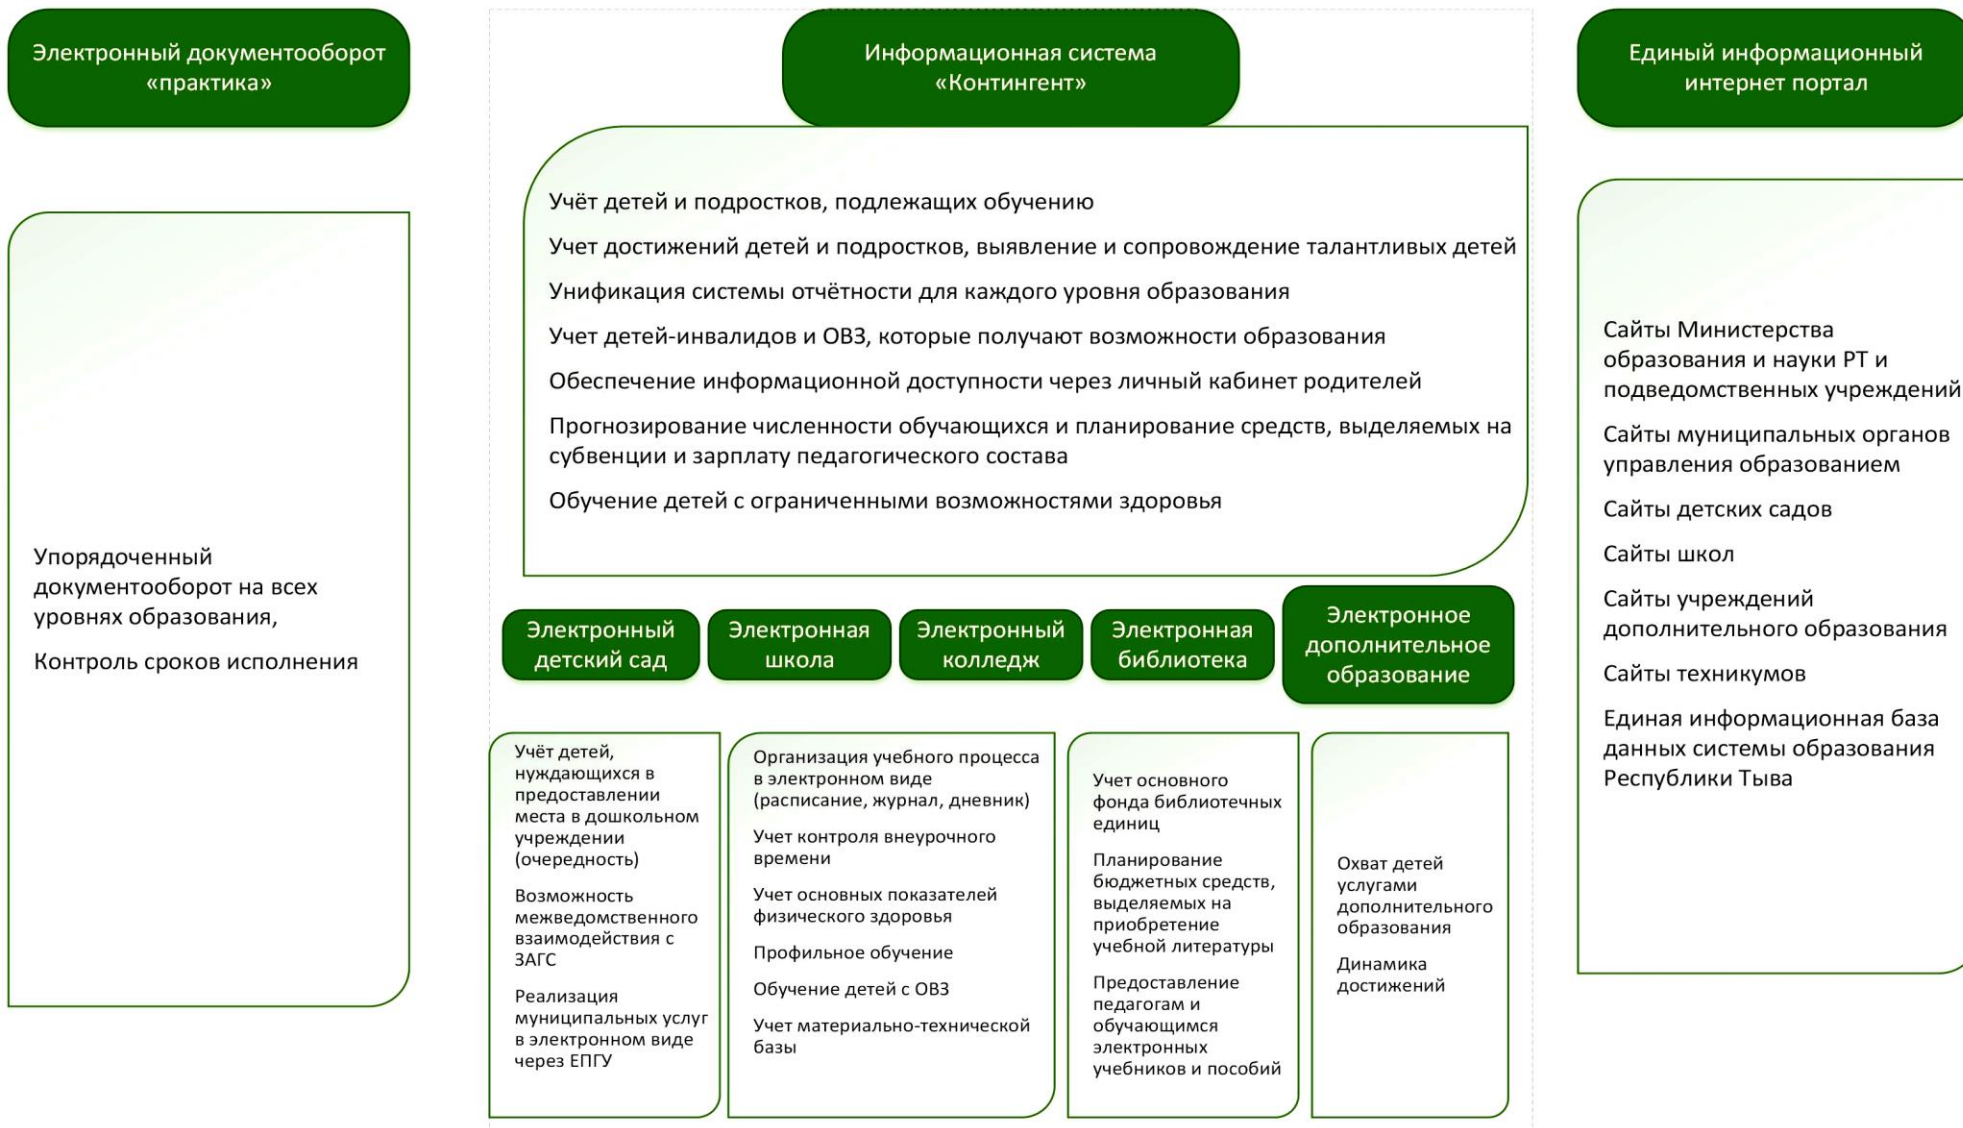 Электронный документооборот
«практика»
Упорядоченный
документооборот на всех
уровнях образования,
Контроль сроков исполнения
Информационная система
«Контингент»
Учёт детей и подростков, подлежащих обучению
Учет достижений детей и подростков, выявление и сопровождение талантливых детей
Унификация системы отчётности для каждого уровня образования
Учет детей-инвалидов и ОВЗ, которые получают возможности образования
Обеспечение информационной доступности через личный кабинет родителей
Прогнозирование численности обучающихся и планирование средств, выделяемых на
субвенции и зарплату педагогического состава
Обучение детей с ограниченными возможностями здоровья
Электронный
детский сад
Электронная
школа
Электронный
колледж
Электронная
библиотека
Электронное
дополнительное
образование
Учёт детей,
нуждающихся в
предоставлении
места в дошкольном
учреждении
(очередность)
Возможность
межведомственного
взаимодействия с
ЗАГС
Реализация
муниципальных услуг
в электронном виде
через ЕПГУ
Организация учебного процесса
в электронном виде
(расписание, журнал, дневник)
Учет контроля внеурочного
времени
Учет основных показателей
физического здоровья
Профильное обучение
Обучение детей с ОВЗ
Учет материально-технической
базы
Учет основного
фонда библиотечных
единиц
Планирование
бюджетных средств,
выделяемых на
приобретение
учебной литературы
Предоставление
педагогам и
обучающимся
электронных
учебников и пособий
Охват детей
услугами
дополнительного
образования
Динамика
достижений
Единый информационный
интернет портал
Сайты Министерства
образования и науки РТ и
подведомственных учреждений
Сайты муниципальных органов
управления образованием
Сайты детских садов
Сайты школ
Сайты учреждений
дополнительного образования
Сайты техникумов
Единая информационная база
данных системы образования
Республики Тыва